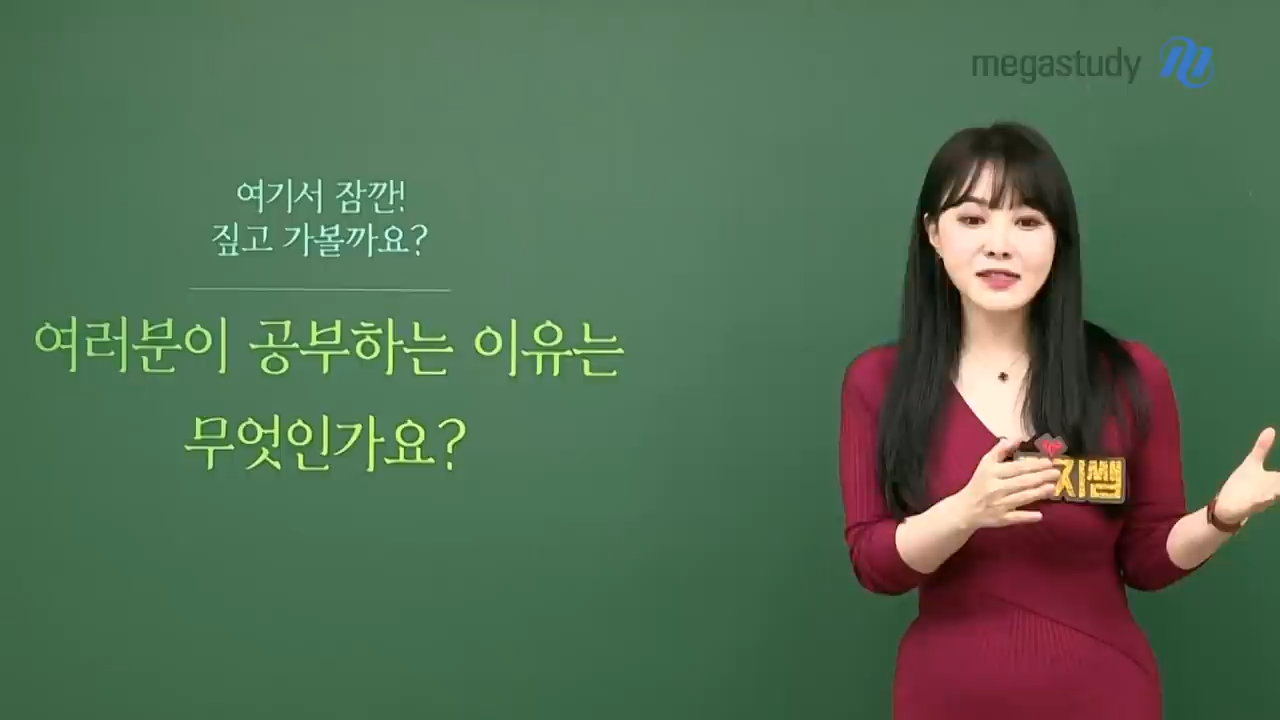 megastudy
여기서 잠깐!
짚고 가볼까요?
여러분이 공부하는 이유는
무엇인가요?
지쌤